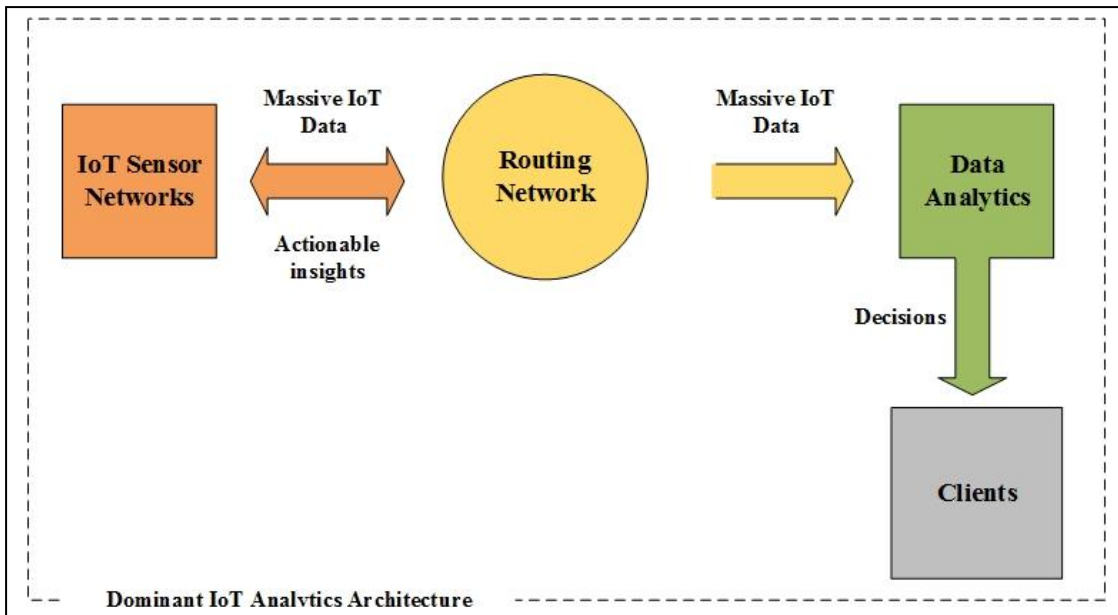 IoT Sensor
Networks
Massive IoT
Data
Actionable
insights
Routing
Network
Massive IoT
Data
Data
Analytics
Decisions
Clients
Dominant IoT Analytics Architecture